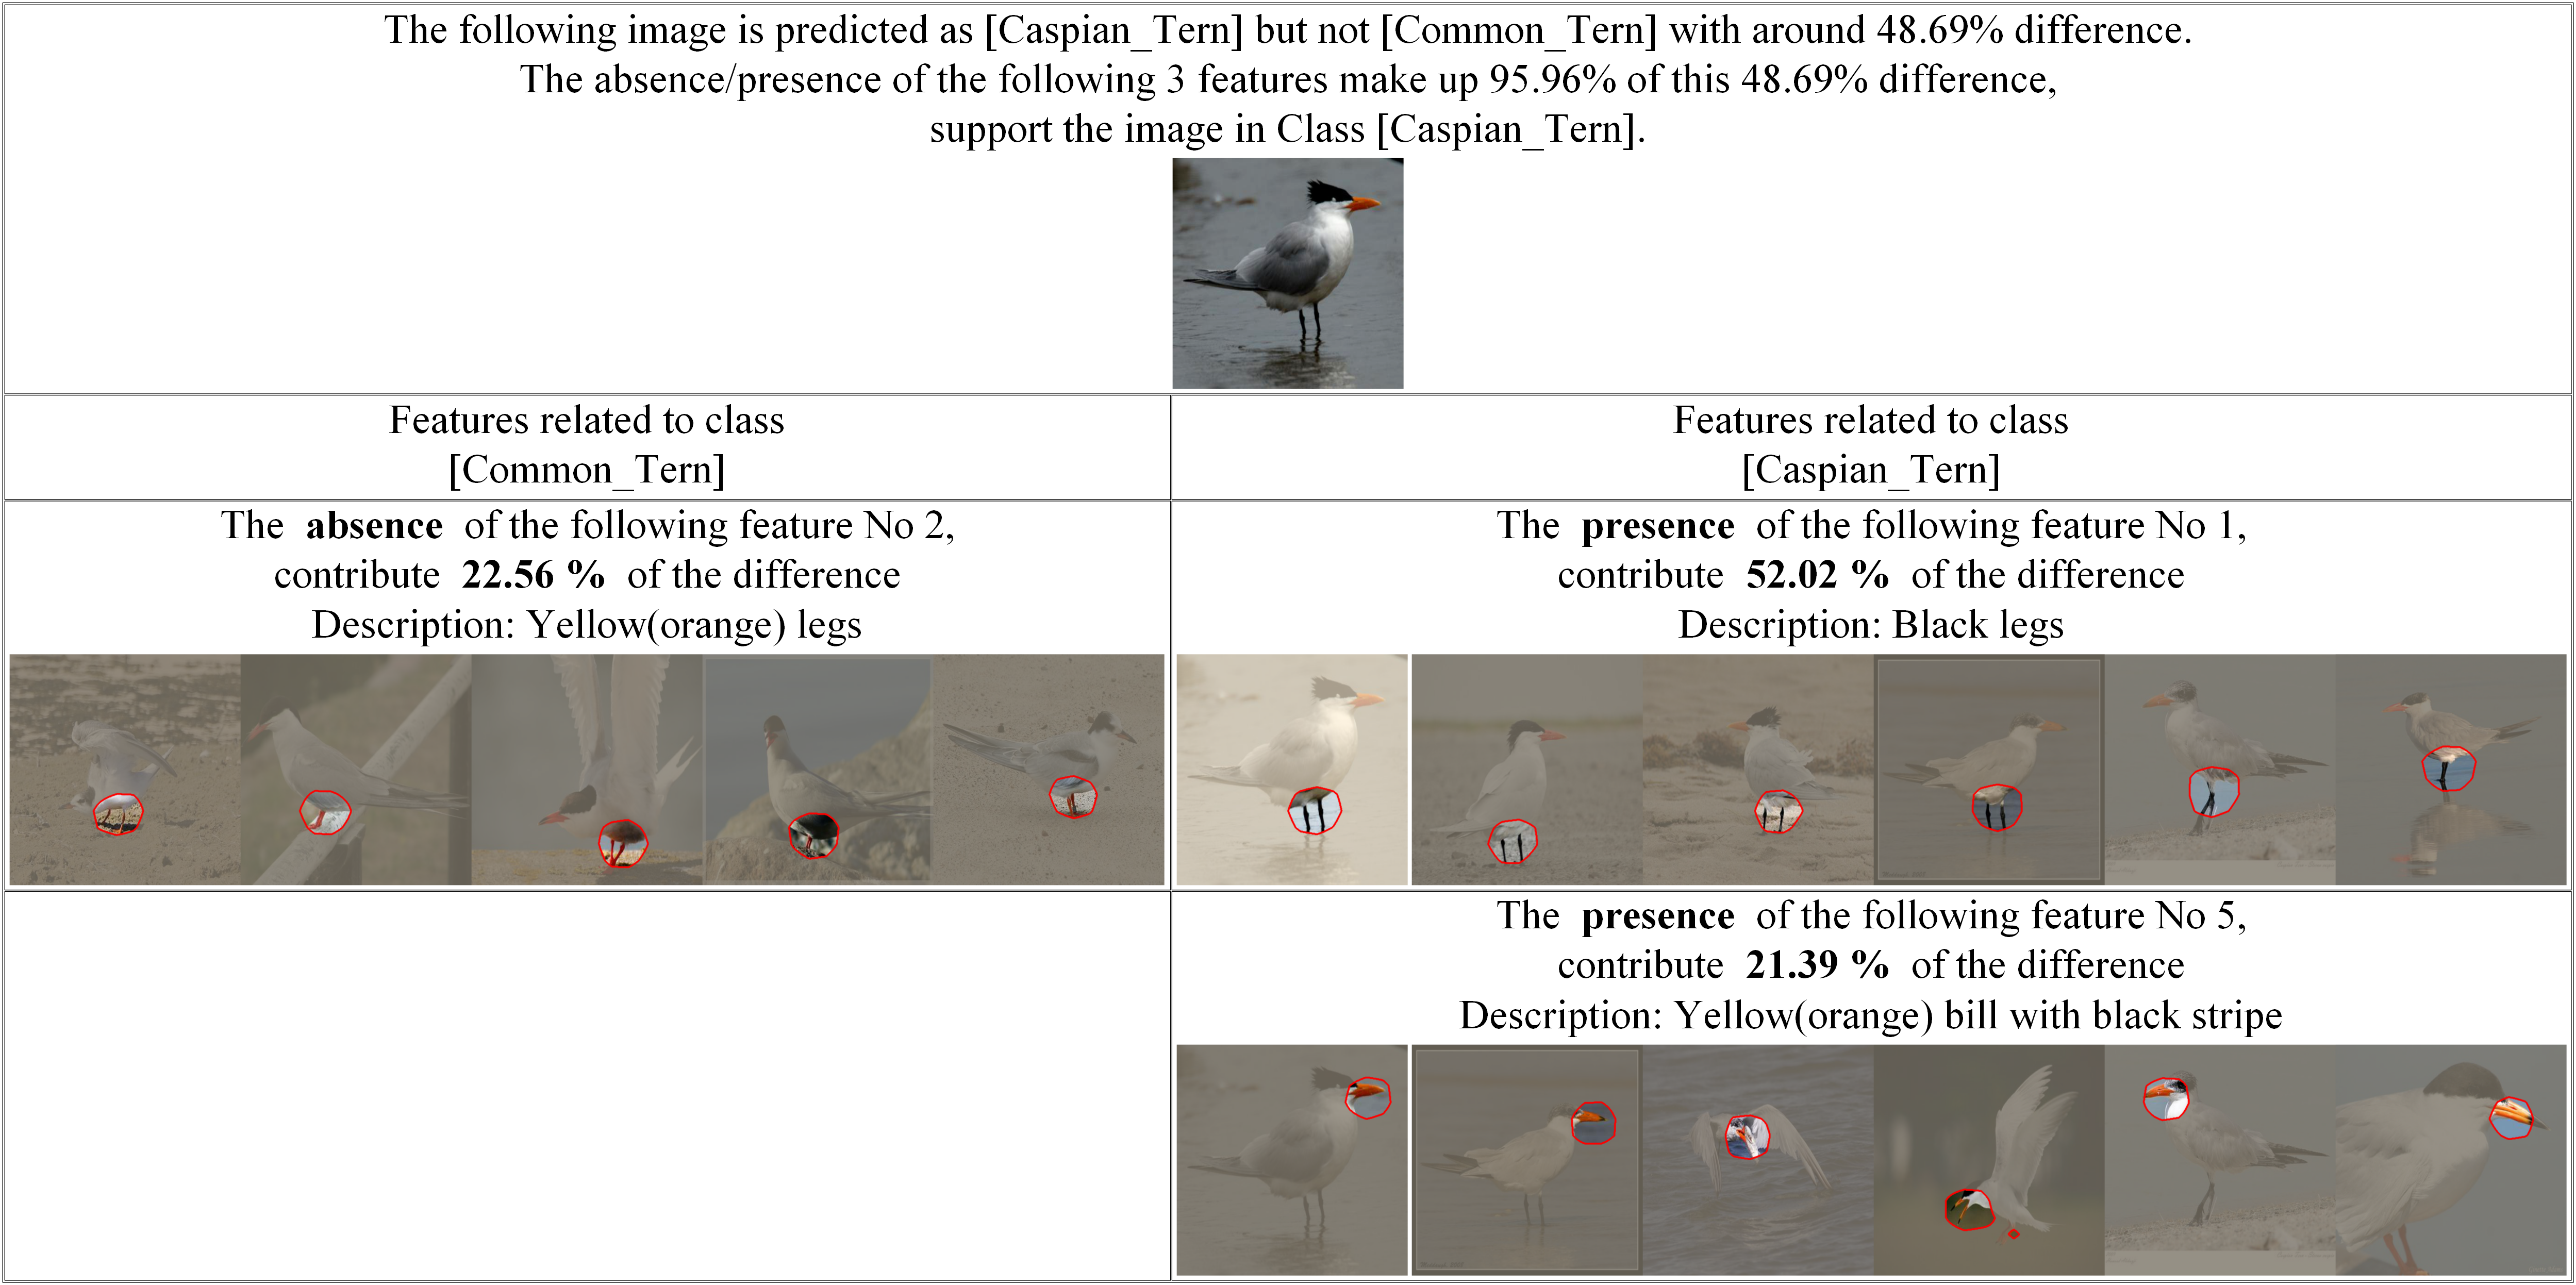 The following image is predicted as [Caspian_Tern] but not [Common_Tern] with around 48.69% difference.
The absence/presence of the following 3 features make up 95.96% of this 48.69% difference,
support the image in Class [Caspian_Tern].
Features related to class
[Common_Tern]
Features related to class
[Caspian_Tern]
The absence of the following feature No 2,
contribute 22.56 % of the difference
Description: Yellow(orange) legs
The presence of the following feature No 1,
contribute 52.02 % of the difference
Description: Black legs
The presence of the following feature No 5,
contribute 21.39 % of the difference
Description: Yellow(orange) bill with black stripe